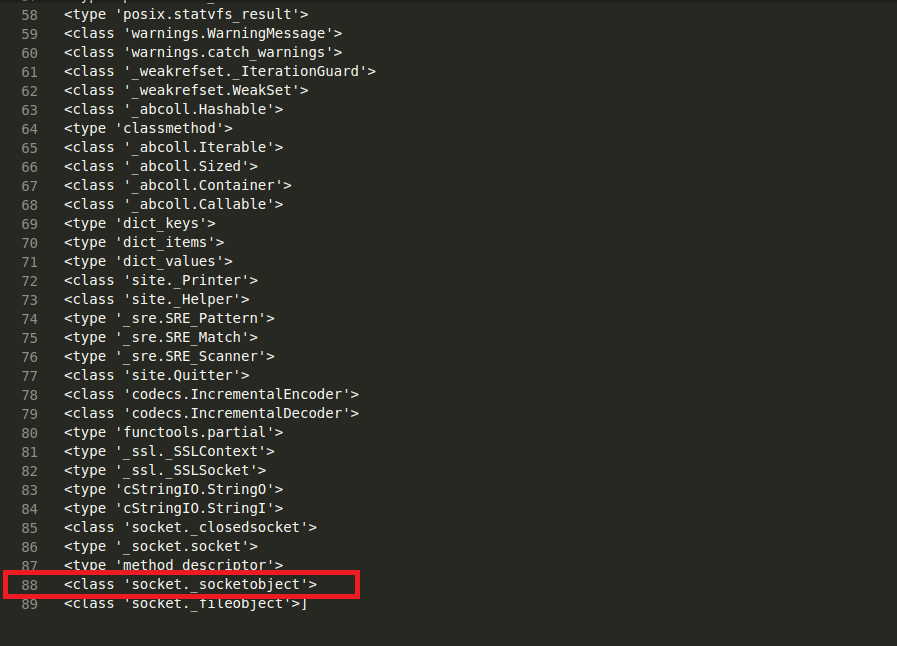 58 <type 'posix.statvfs_result'>
59 <class 'warnings.WarningMessage'>
60 <class 'warnings.catch_warnings'>
61 <class '_weakrefset._IterationGuard'>
62 <class '_weakrefset.WeakSet'>
63 <class '_abcoll.Hashable'>
64 <type 'classmethod'>
65 <class '_abcoll.Iterable'>
66 <class '_abcoll.Sized'>
67 <class '_abcoll.Container'>
68 <class '_abcoll.Callable'>
69 <type 'dict_keys'>
70 <type 'dict_items'>
71 <type 'dict_values'>
72 <class 'site._Printer'>
73 <class 'site._Helper'>
74 <type '_sre.SRE_Pattern'>
75 <type '_sre.SRE_Match'>
76 <type '_sre.SRE_Scanner'>
77 <class 'site.Quitter'>
78 <class 'codecs.IncrementalEncoder'>
79 <class 'codecs.IncrementalDecoder'>
80 <type 'functools.partial'>
81 <type '_ssl._SSLContext'>
82 <type '_ssl._SSLSocket'>
83 <type 'cStringIO.StringO'>
84 <type 'cStringIO.StringI'>
85 <class 'socket._closedsocket'>
86 <type '_socket.socket'>
87 <type 'method_descriptor'>
88 <class 'socket._socketobject'>
89 <class 'socket._fileobject'>]